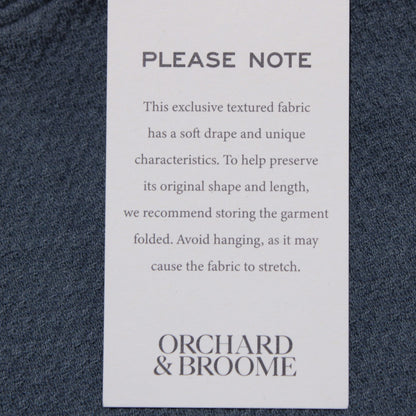 PLEASE NOTE
This exclusive textured fabric
has a soft drape and unique
characteristics. To help preserve
its original shape and length,
we recommend storing the garment
folded. Avoid hanging, as it may
cause the fabric to stretch.
ORCHARD
& BROOME